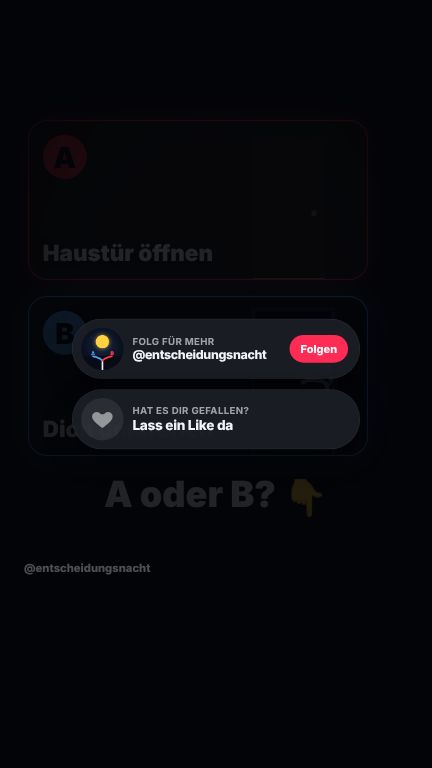 A
Haustür öffnen
B
FOLG FÜR MEHR
@entscheidungsnacht
Folgen
HAT ES DIR GEFALLEN?
Lass ein Like da
A oder B? 👇
@entscheidungsnacht